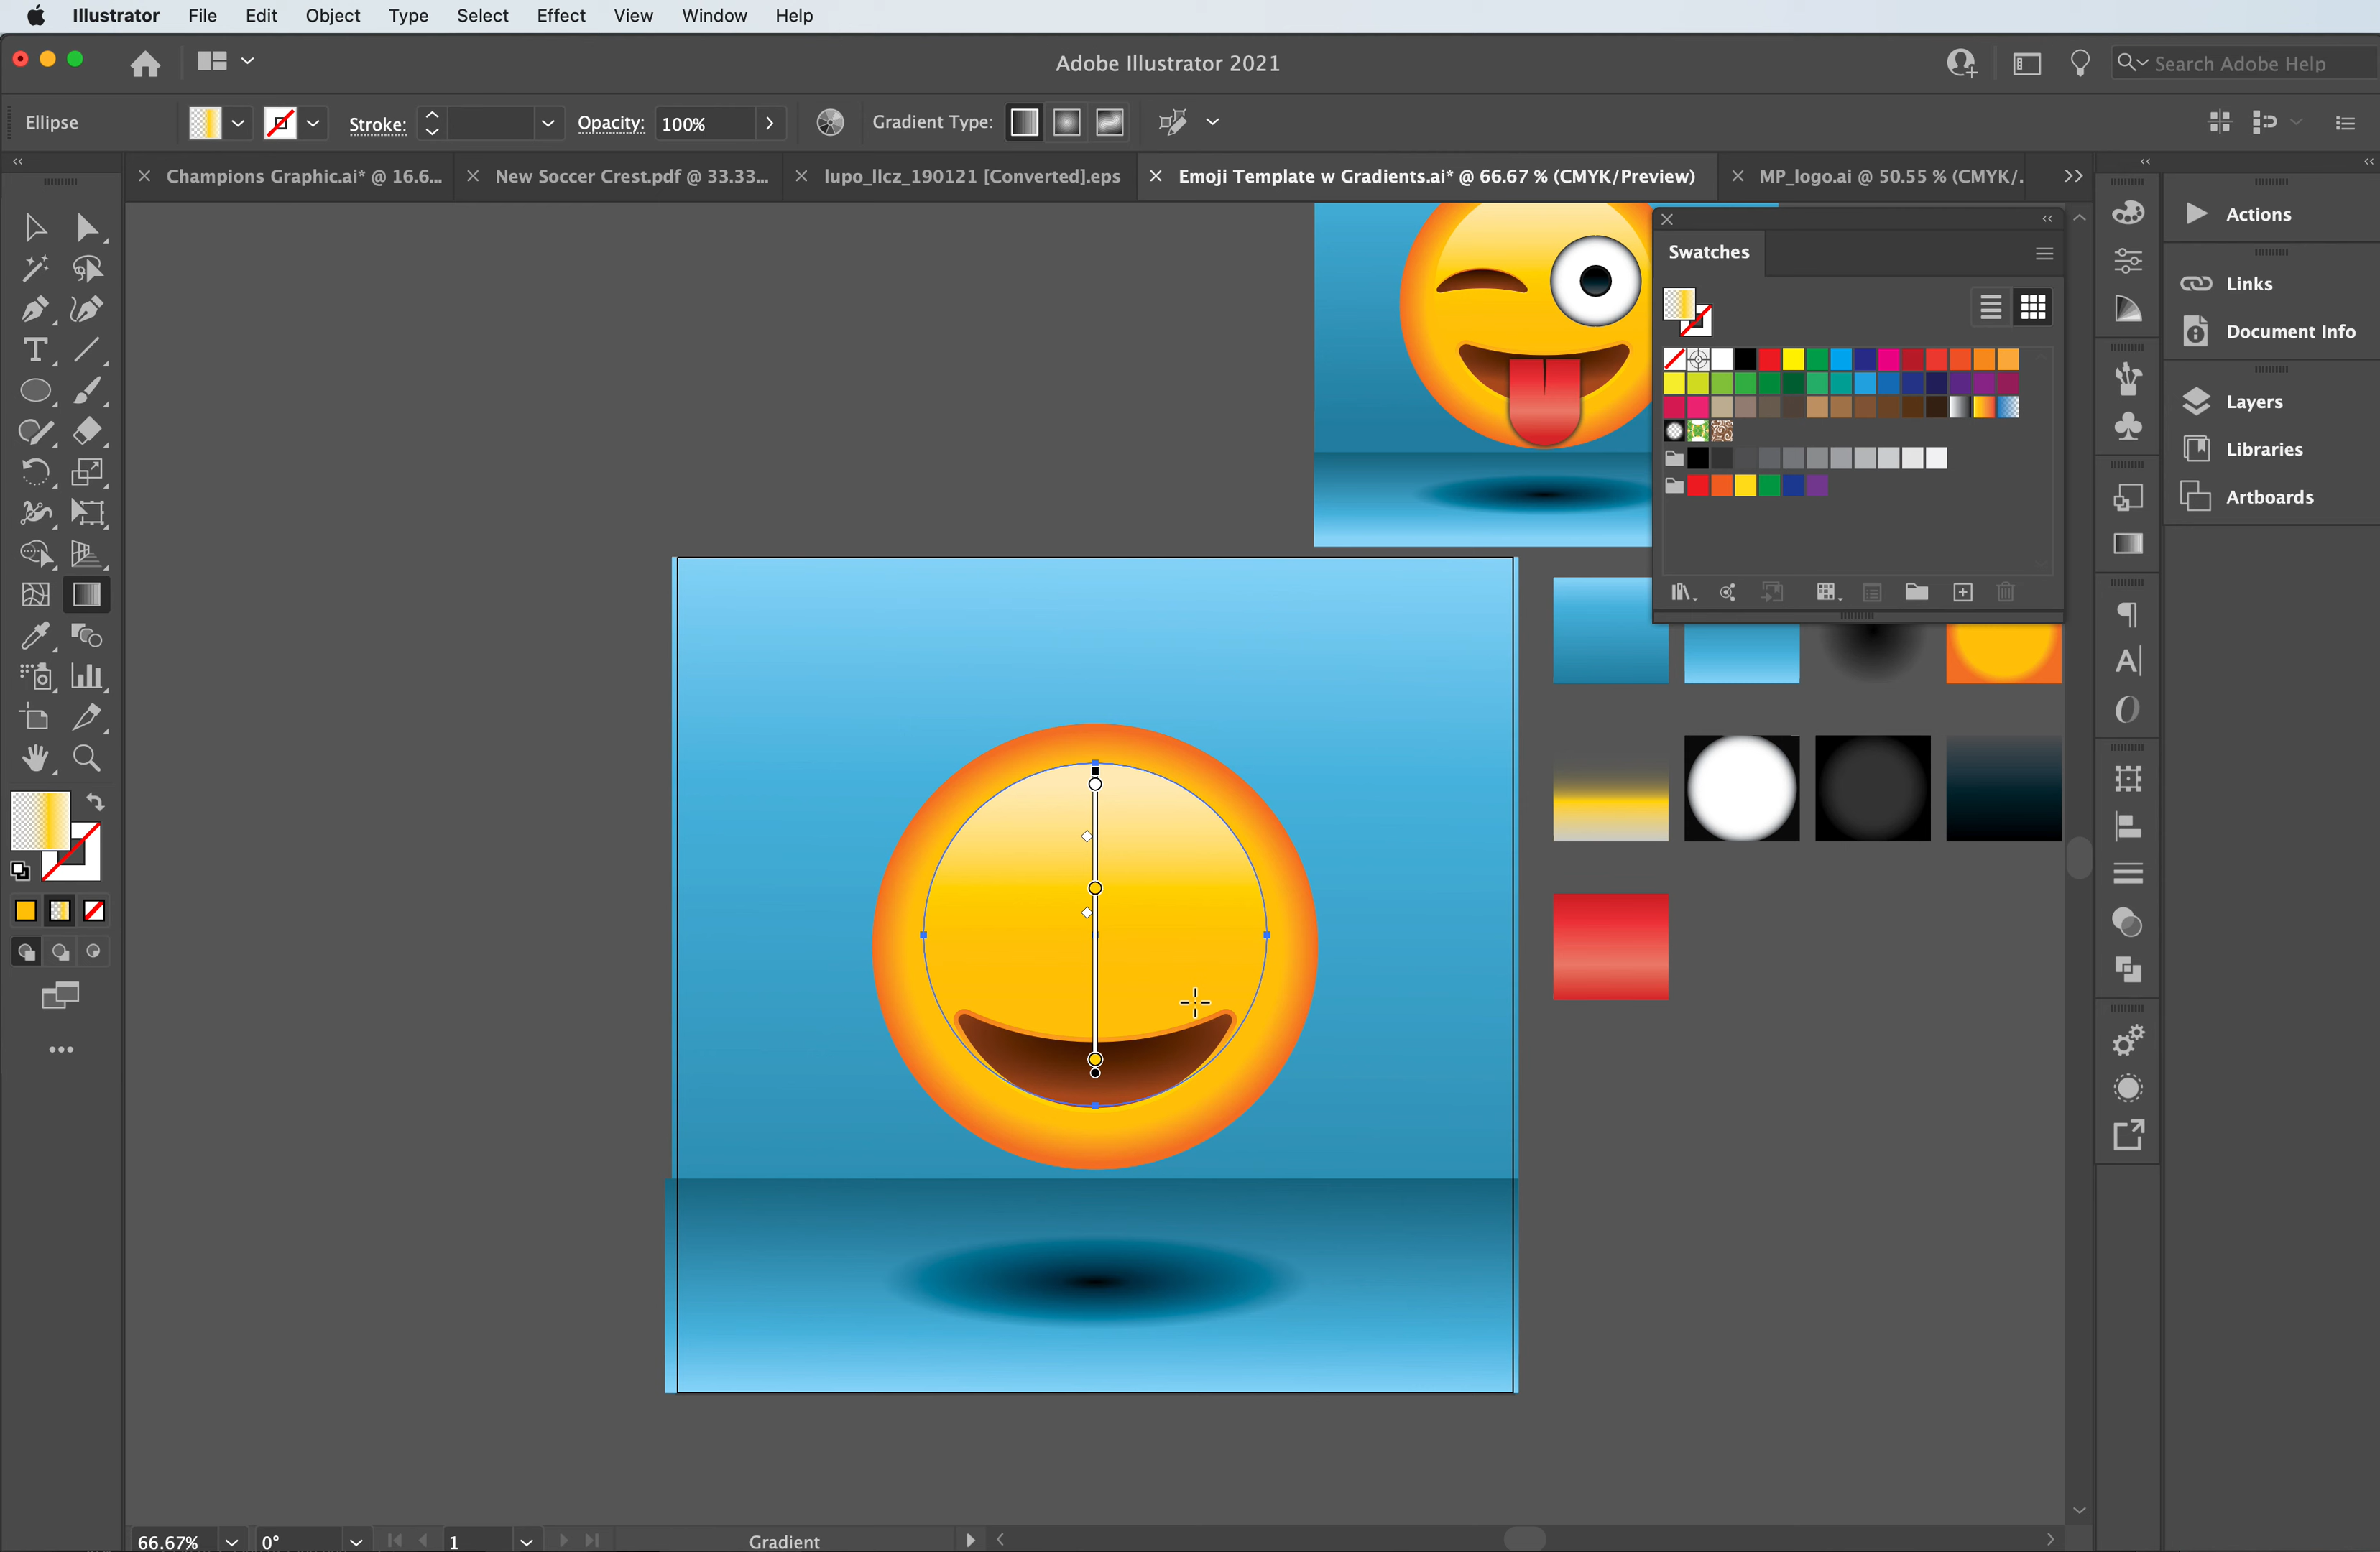 Illustrator File Edit Object Type Select Effect View Window Help
Adobe Illustrator 2021
Search Adobe Help
Ellipse Stroke: Opacity: 100% Gradient Type:
Champions Graphic.ai* @ 16.6... New Soccer Crest.pdf @ 33.33... lupo_llcz_190121 [Converted].eps Emoji Template w Gradients.ai* @ 66.67 % (CMYK/Preview) MP_logo.ai @ 50.55 % (CMYK/.
Swatches
Actions
Links
Document Info
Layers
Libraries
Artboards
66.67% 0° 1 Gradient